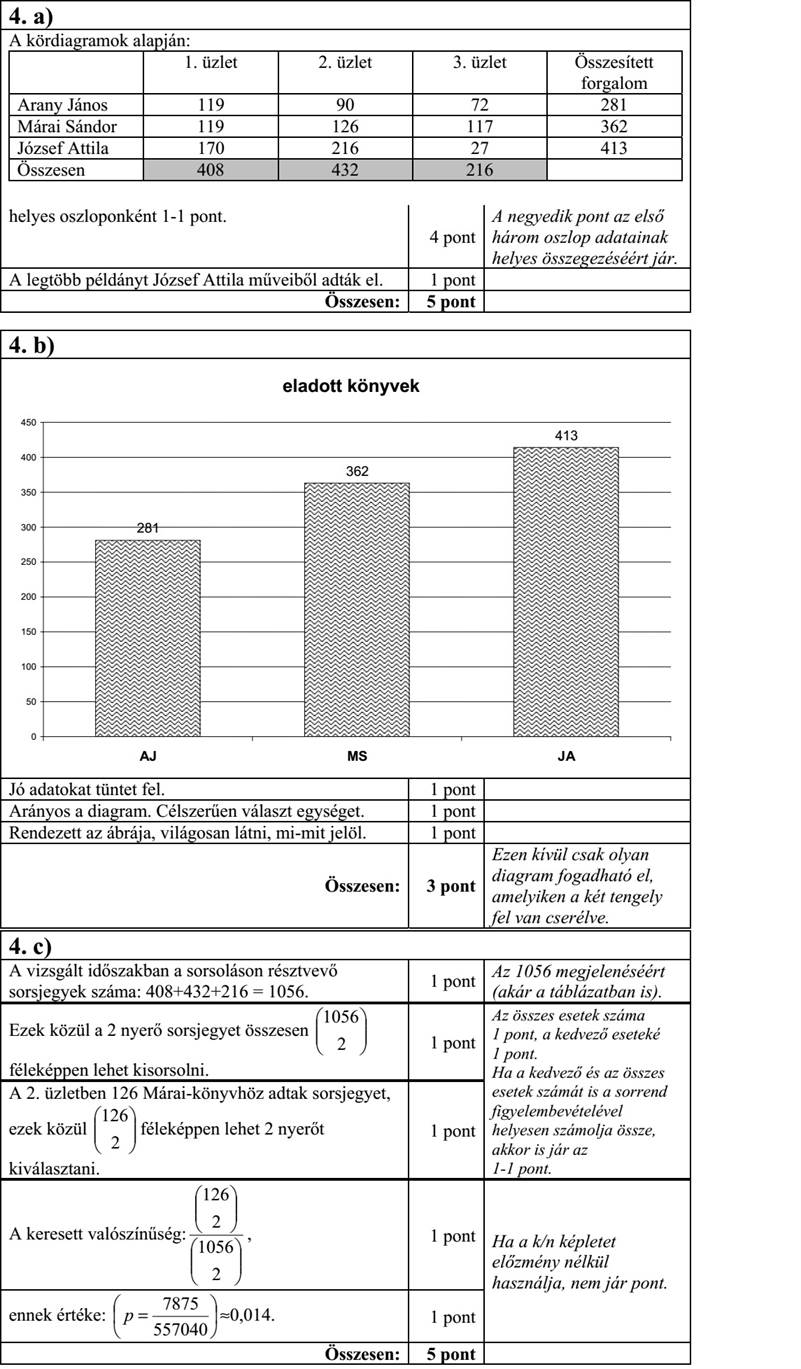 4. a)
A kördiagramok alapján:
1. üzlet 2. üzlet 3. üzlet Összesített forgalom
Arany János 119 90 72 281
Márai Sándor 119 126 117 362
József Attila 170 216 27 413
Összesen 408 432 216
helyes oszloponként 1-1 pont.
4 pont
A negyedik pont az első
három oszlop adatainak
helyes összegezéséért jár.
A legtöbb példányt József Attila műveiből adták el. 1 pont
Összesen: 5 pont
4. b)
eladott könyvek
450
400
350
300
250
200
150
100
50
0
281
362
413
AJ MS JA
Jó adatokat tüntet fel. 1 pont
Arányos a diagram. Célszerűen választ egységet. 1 pont
Rendezett az ábrája, világosan látni, mi-mit jelöl. 1 pont
Összesen: 3 pont
Ezen kívül csak olyan
diagram fogadható el,
amelyiken a két tengely
fel van cserélve.
4. c)
A vizsgált időszakban a sorsoláson résztvevő
sorsjegyek száma: 408+432+216 = 1056.
1 pont
Az 1056 megjelenéséért
(akár a táblázatban is).
Ezek közül a 2 nyerő sorsjegyet összesen (1056 2)
féleképpen lehet kisorsolni.
1 pont
Az összes esetek száma
1 pont, a kedvező eseteké
1 pont.
Ha a kedvező és az összes
esetek számát is a sorrend
figyelembevételével
helyesen számolja össze,
akkor is jár az
1-1 pont.
A 2. üzletben 126 Márai-könyvhöz adtak sorsjegyet,
ezek közül (126 2) féleképpen lehet 2 nyerőt
kiválasztani.
1 pont
A keresett valószínűség: (126 2) / (1056 2) ,
1 pont
Ha a k/n képletet
előzmény nélkül
használja, nem jár pont.
ennek értéke: (p = 7875 / 557040) ≈0,014.
1 pont
Összesen: 5 pont